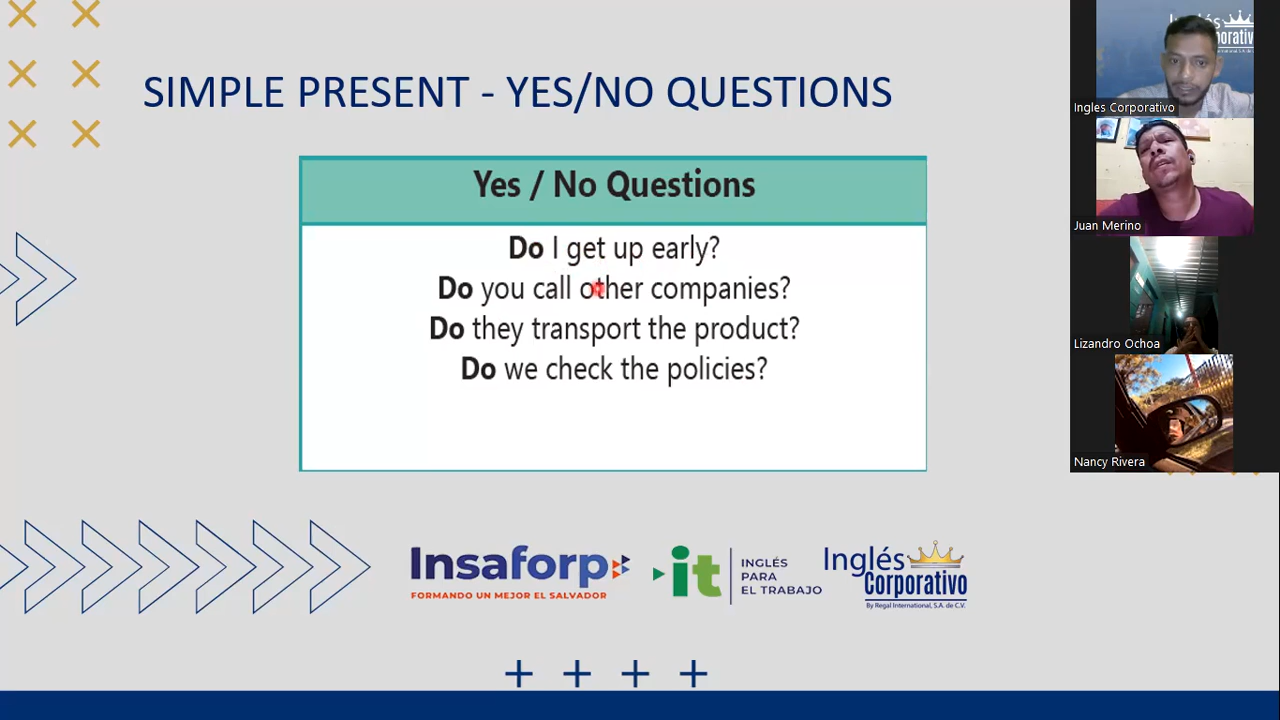 SIMPLE PRESENT - YES/NO QUESTIONS
Yes / No Questions
Do I get up early?
Do you call other companies?
Do they transport the product?
Do we check the policies?
Insaforp
FORMANDO UN MEJOR EL SALVADOR
it
INGLÉS
PARA
EL TRABAJO
Inglés
Corporativo
By Regal International, S.A. de C.V.
Inglés
Corporativo
Ingles Corporativo
Juan Merino
Lizandro Ochoa
Nancy Rivera